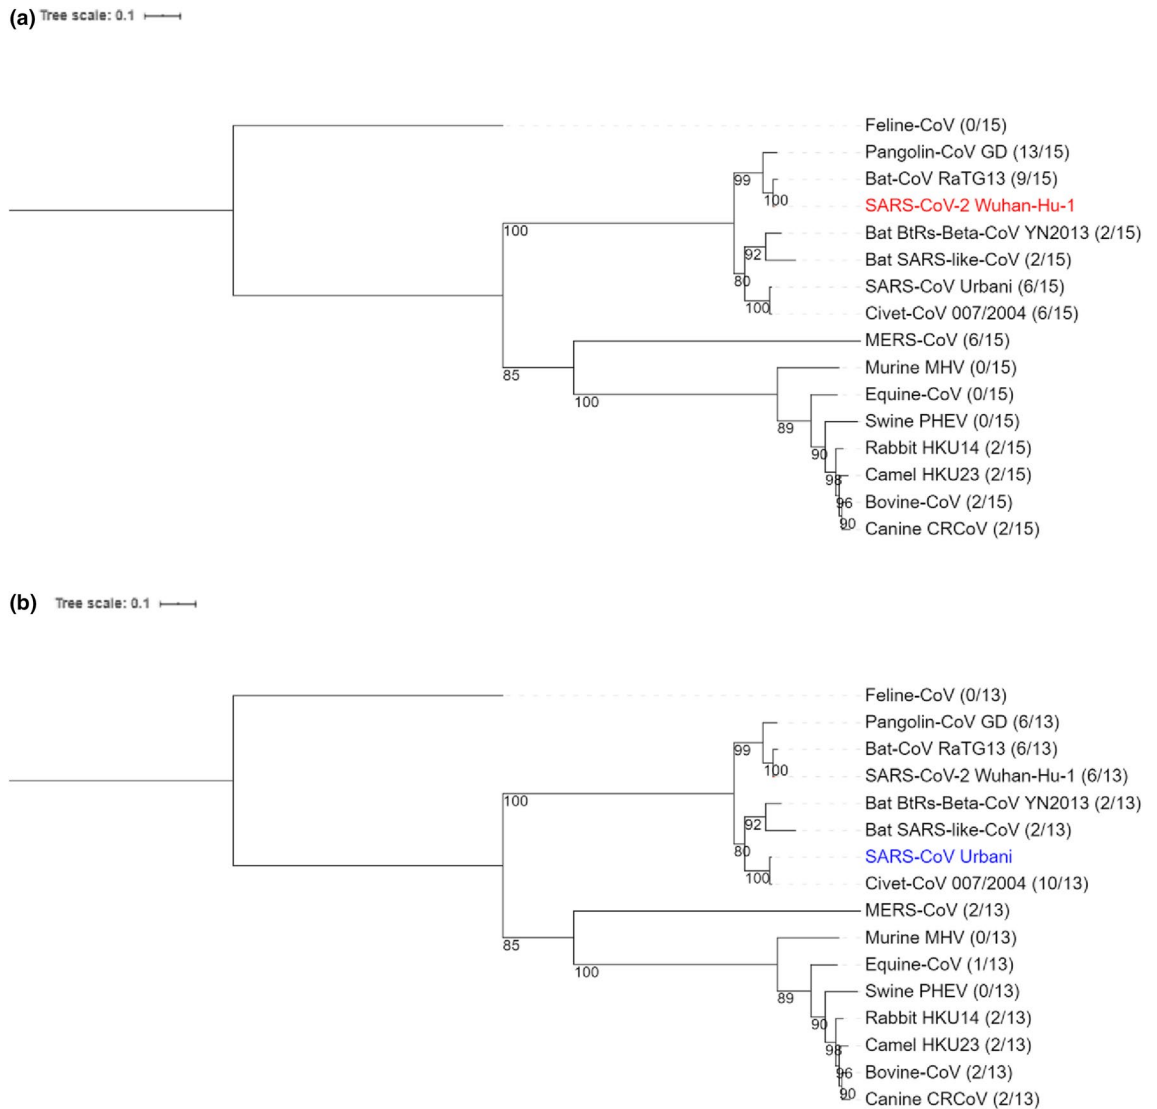 (a) Tree scale: 0.1
Feline-CoV (0/15)
Pangolin-CoV GD (13/15)
99
Bat-CoV RaTG13 (9/15)
100
SARS-CoV-2 Wuhan-Hu-1
100
Bat BtRs-Beta-CoV YN2013 (2/15)
92
Bat SARS-like-CoV (2/15)
80
SARS-CoV Urbani (6/15)
100
Civet-CoV 007/2004 (6/15)
MERS-CoV (6/15)
85
Murine MHV (0/15)
100
Equine-CoV (0/15)
89
Swine PHEV (0/15)
90
Rabbit HKU14 (2/15)
98
Camel HKU23 (2/15)
96
Bovine-CoV (2/15)
90
Canine CRCoV (2/15)
(b) Tree scale: 0.1
Feline-CoV (0/13)
Pangolin-CoV GD (6/13)
99
Bat-CoV RaTG13 (6/13)
100
SARS-CoV-2 Wuhan-Hu-1 (6/13)
100
Bat BtRs-Beta-CoV YN2013 (2/13)
92
Bat SARS-like-CoV (2/13)
80
SARS-CoV Urbani
100
Civet-CoV 007/2004 (10/13)
MERS-CoV (2/13)
85
Murine MHV (0/13)
100
Equine-CoV (1/13)
89
Swine PHEV (0/13)
90
Rabbit HKU14 (2/13)
98
Camel HKU23 (2/13)
96
Bovine-CoV (2/13)
90
Canine CRCoV (2/13)